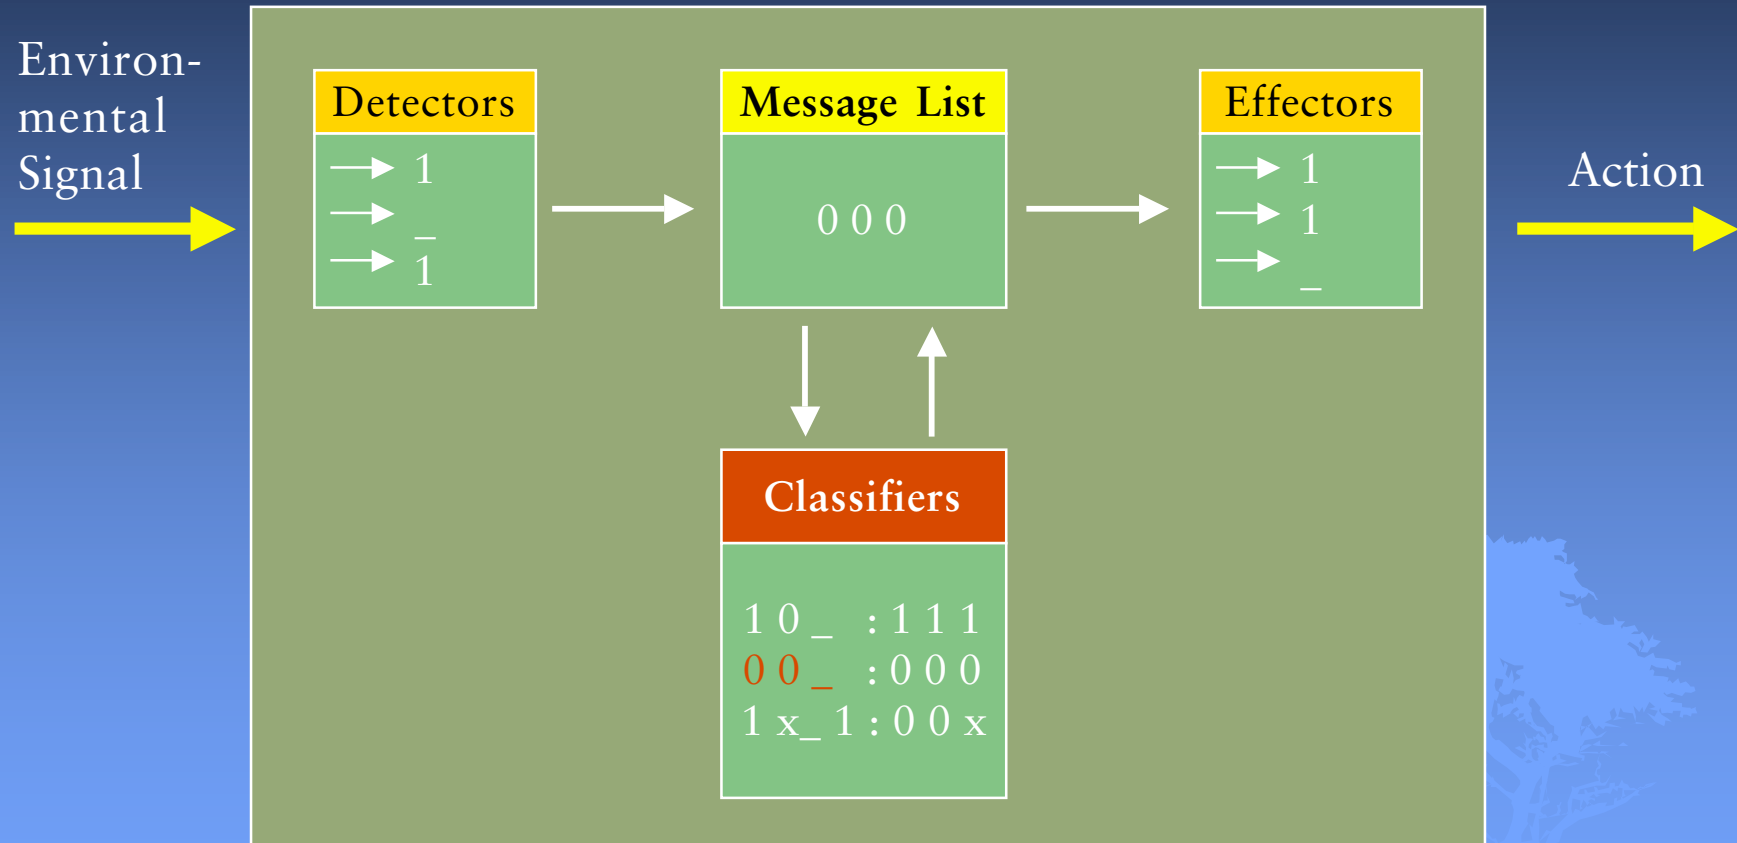 Environ-
mental
Signal
Detectors
1
_
1
Message List
0 0 0
Effectors
1
1
_
Action
Classifiers
1 0 _ : 1 1 1
0 0 _ : 0 0 0
1 x_ 1 : 0 0 x